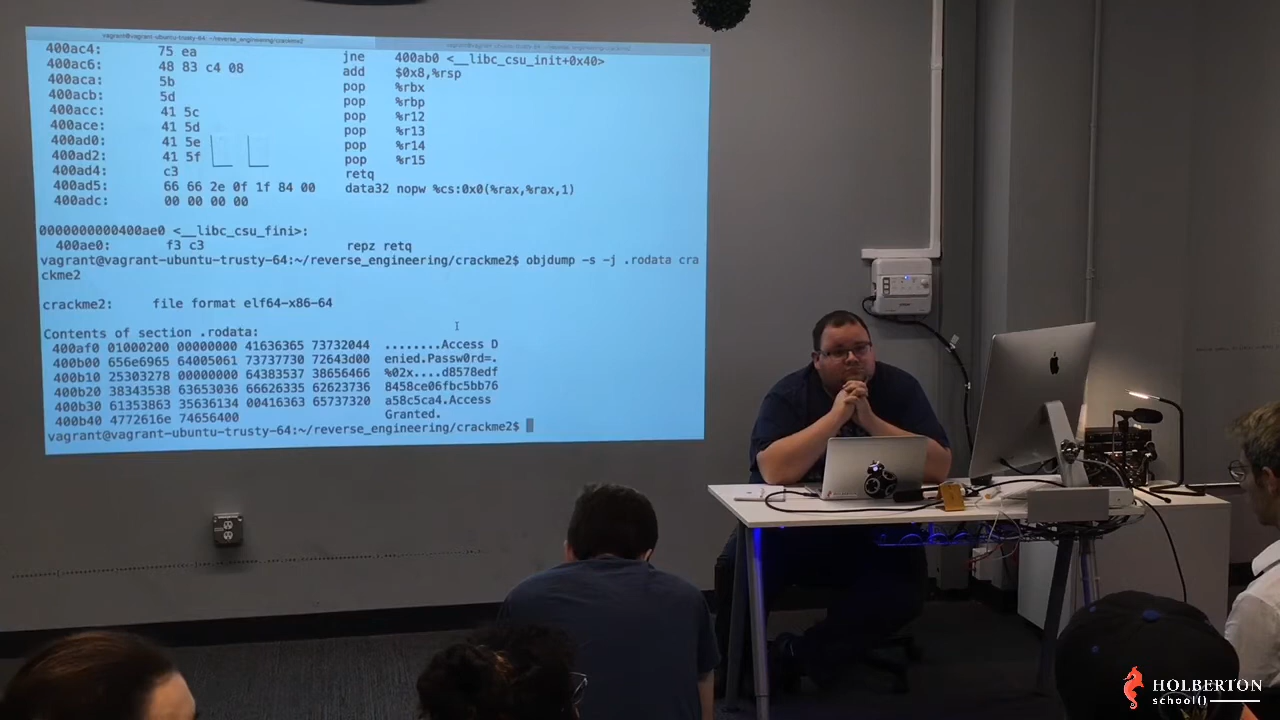 vagrant@vagrant-ubuntu-trusty-64: ~/reverse_engineering/crackme2
400ac4: 75 ea jne 400ab0 <__libc_csu_init+0x40>
400ac6: 48 83 c4 08 add $0x8,%rsp
400aca: 5b pop %rbx
400acb: 5d pop %rbp
400acc: 41 5c pop %r12
400ace: 41 5d pop %r13
400ad0: 41 5e pop %r14
400ad2: 41 5f pop %r15
400ad4: c3 retq
400ad5: 66 66 2e 0f 1f 84 00 data32 nopw %cs:0x0(%rax,%rax,1)
400adc: 00 00 00 00
0000000000400ae0 <__libc_csu_fini>:
400ae0: f3 c3 repz retq
vagrant@vagrant-ubuntu-trusty-64:~/reverse_engineering/crackme2$ objdump -s -j .rodata cra
ckme2
crackme2: file format elf64-x86-64
Contents of section .rodata:
400af0 01000200 00000000 41636365 73732044 ........Access D
400b00 656e6965 64005061 73737730 72643d00 enied.Passw0rd=.
400b10 25303278 00000000 64383537 38656466 %02x....d8578edf
400b20 38343538 63653036 66626335 62623736 8458ce06fbc5bb76
400b30 61353863 35636134 00416363 65737320 a58c5ca4.Access
400b40 4772616e 74656400 Granted.
vagrant@vagrant-ubuntu-trusty-64:~/reverse_engineering/crackme2$
HOLBERTON
school()